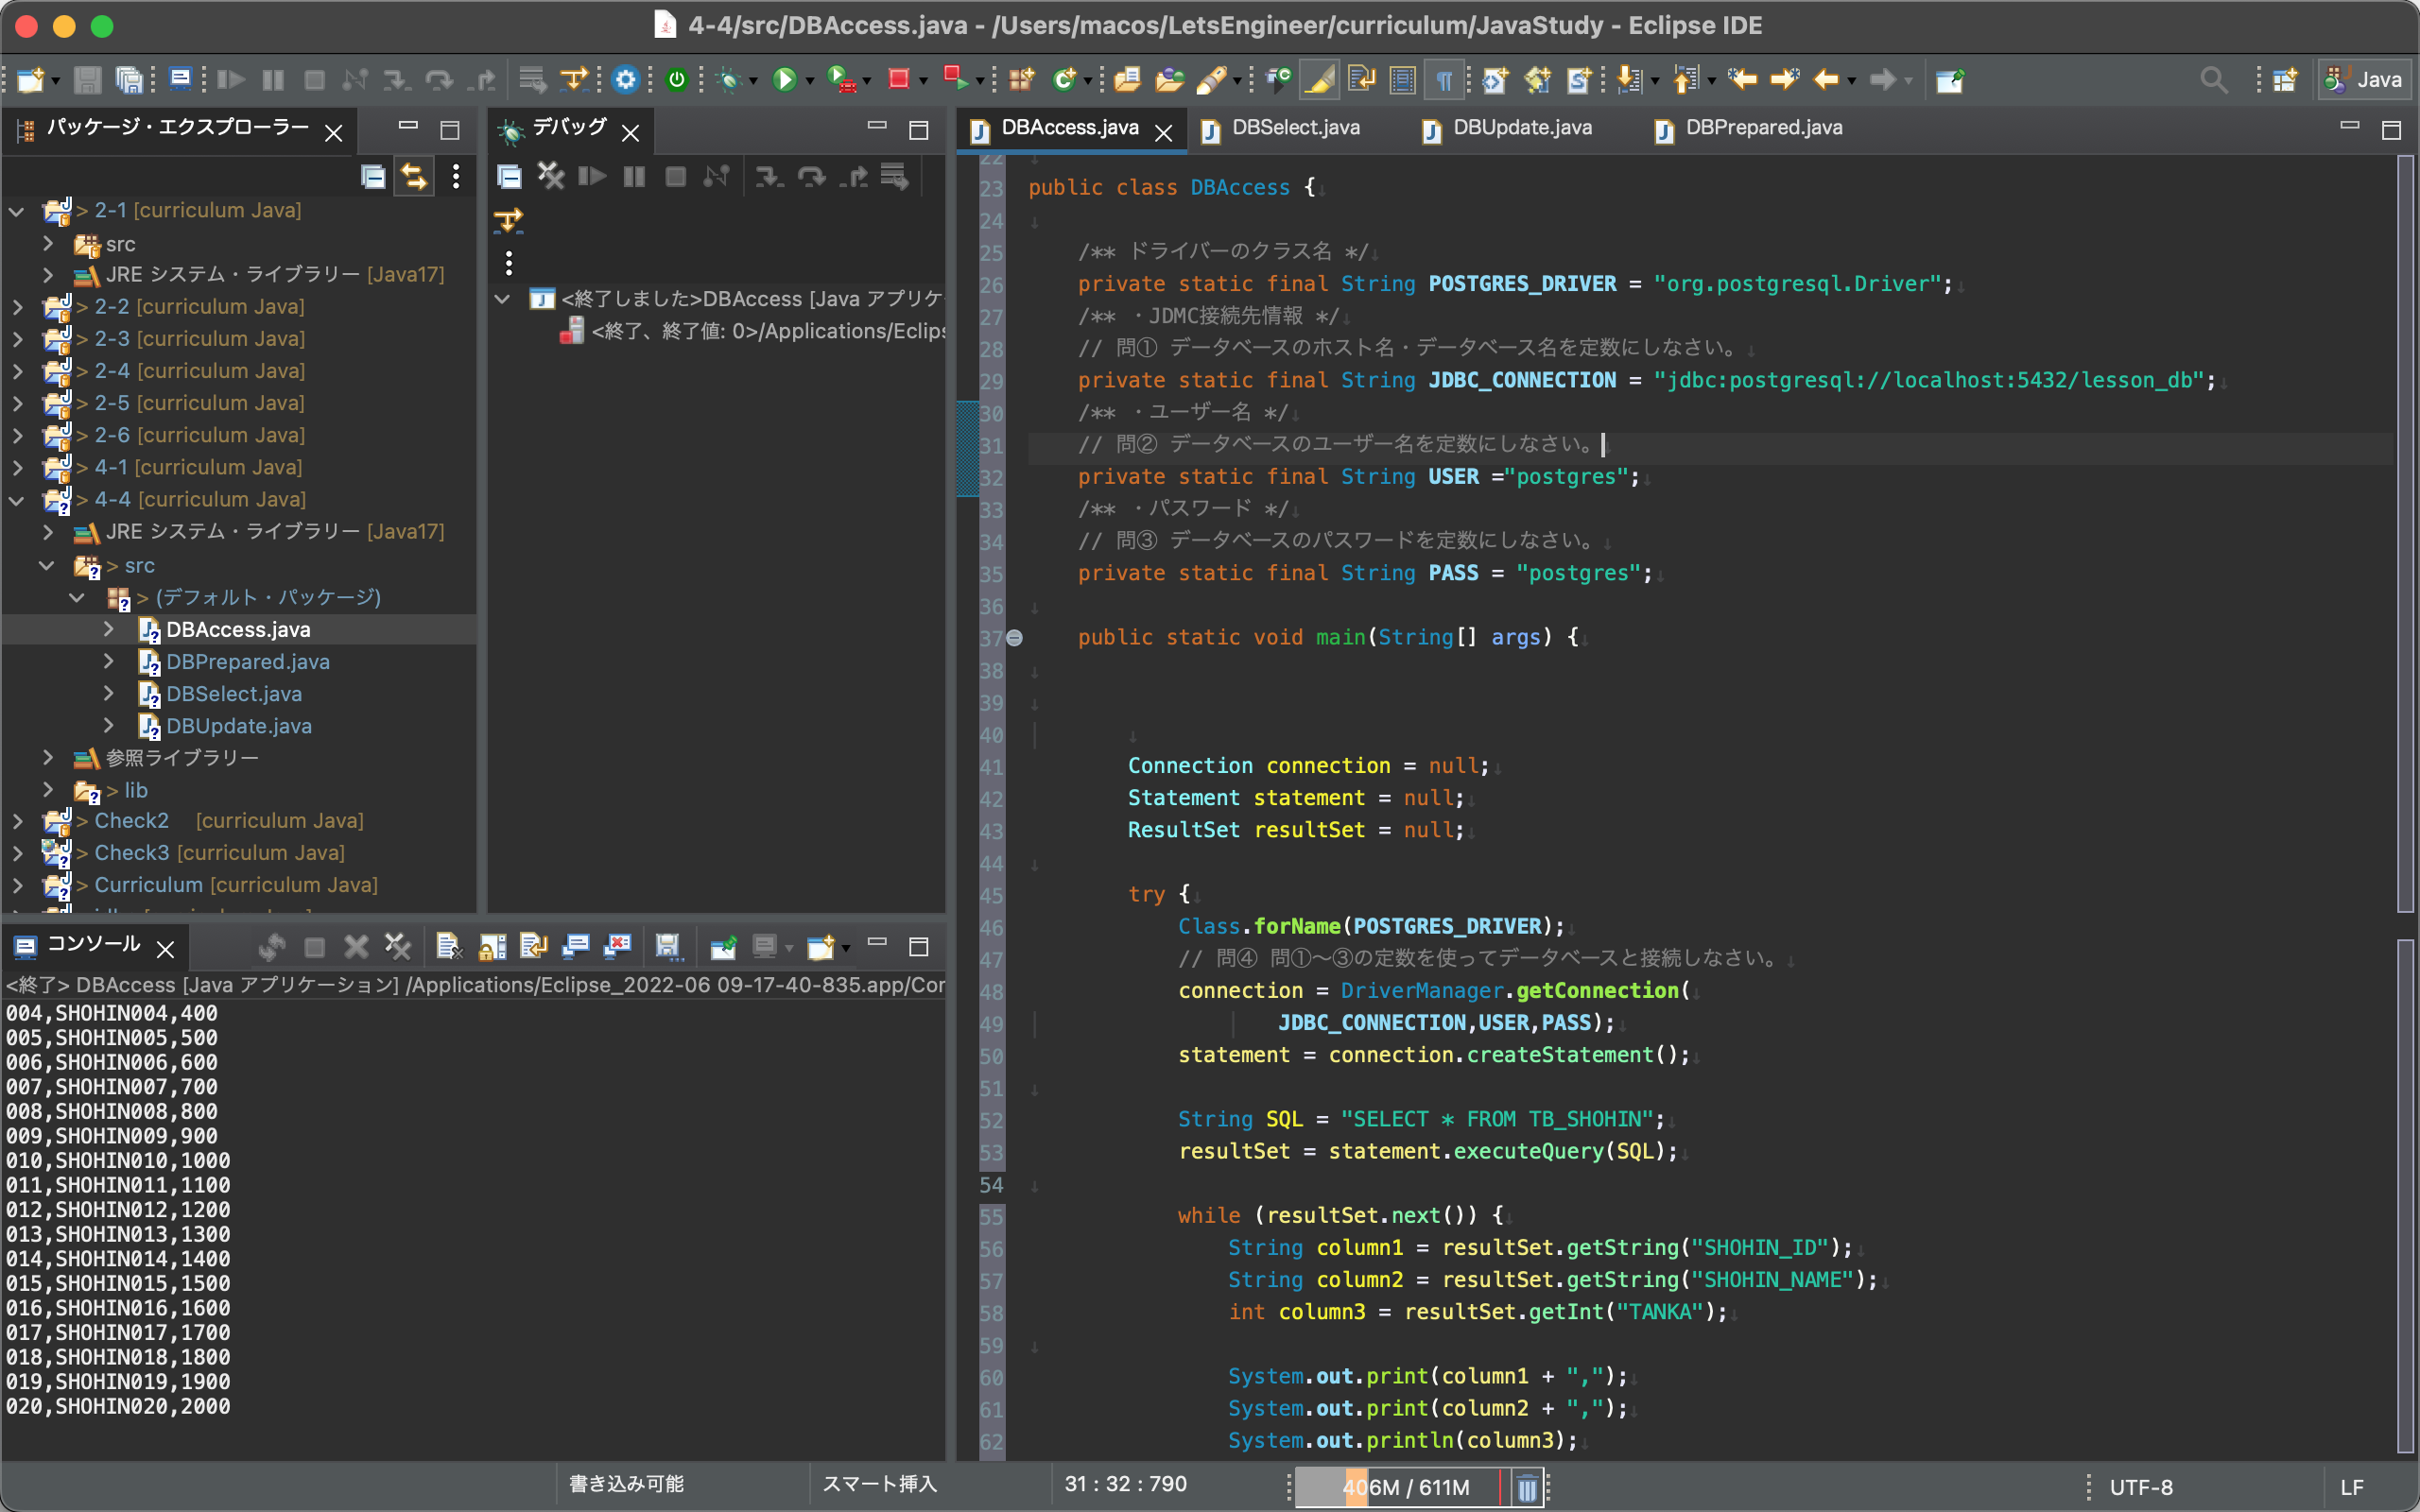 4-4/src/DBAccess.java - /Users/macos/LetsEngineer/curriculum/JavaStudy - Eclipse IDE
Java
パッケージ・エクスプローラー
> 2-1 [curriculum Java]
src
JRE システム・ライブラリー [Java17]
> 2-2 [curriculum Java]
> 2-3 [curriculum Java]
> 2-4 [curriculum Java]
> 2-5 [curriculum Java]
> 2-6 [curriculum Java]
> 4-1 [curriculum Java]
> 4-4 [curriculum Java]
JRE システム・ライブラリー [Java17]
> src
> (デフォルト・パッケージ)
DBAccess.java
DBPrepared.java
DBSelect.java
DBUpdate.java
参照ライブラリー
> lib
> Check2 [curriculum Java]
> Check3 [curriculum Java]
> Curriculum [curriculum Java]
デバッグ
<終了しました>DBAccess [Java アプリケ
<終了、終了値: 0>/Applications/Eclips
コンソール
<終了> DBAccess [Java アプリケーション] /Applications/Eclipse_2022-06 09-17-40-835.app/Cor
004,SHOHIN004,400
005,SHOHIN005,500
006,SHOHIN006,600
007,SHOHIN007,700
008,SHOHIN008,800
009,SHOHIN009,900
010,SHOHIN010,1000
011,SHOHIN011,1100
012,SHOHIN012,1200
013,SHOHIN013,1300
014,SHOHIN014,1400
015,SHOHIN015,1500
016,SHOHIN016,1600
017,SHOHIN017,1700
018,SHOHIN018,1800
019,SHOHIN019,1900
020,SHOHIN020,2000
DBAccess.java DBSelect.java DBUpdate.java DBPrepared.java
22
23 public class DBAccess {
24
25 /** ドライバーのクラス名 */
26 private static final String POSTGRES_DRIVER = "org.postgresql.Driver";
27 /** ・JDMC接続先情報 */
28 // 問① データベースのホスト名・データベース名を定数にしなさい。
29 private static final String JDBC_CONNECTION = "jdbc:postgresql://localhost:5432/lesson_db";
30 /** ・ユーザー名 */
31 // 問② データベースのユーザー名を定数にしなさい。
32 private static final String USER ="postgres";
33 /** ・パスワード */
34 // 問③ データベースのパスワードを定数にしなさい。
35 private static final String PASS = "postgres";
36
37 public static void main(String[] args) {
38
39
40
41 Connection connection = null;
42 Statement statement = null;
43 ResultSet resultSet = null;
44
45 try {
46 Class.forName(POSTGRES_DRIVER);
47 // 問④ 問①〜③の定数を使ってデータベースと接続しなさい。
48 connection = DriverManager.getConnection(
49 JDBC_CONNECTION,USER,PASS);
50 statement = connection.createStatement();
51
52 String SQL = "SELECT * FROM TB_SHOHIN";
53 resultSet = statement.executeQuery(SQL);
54
55 while (resultSet.next()) {
56 String column1 = resultSet.getString("SHOHIN_ID");
57 String column2 = resultSet.getString("SHOHIN_NAME");
58 int column3 = resultSet.getInt("TANKA");
59
60 System.out.print(column1 + ",");
61 System.out.print(column2 + ",");
62 System.out.println(column3);
書き込み可能 スマート挿入 31 : 32 : 790 406M / 611M UTF-8 LF